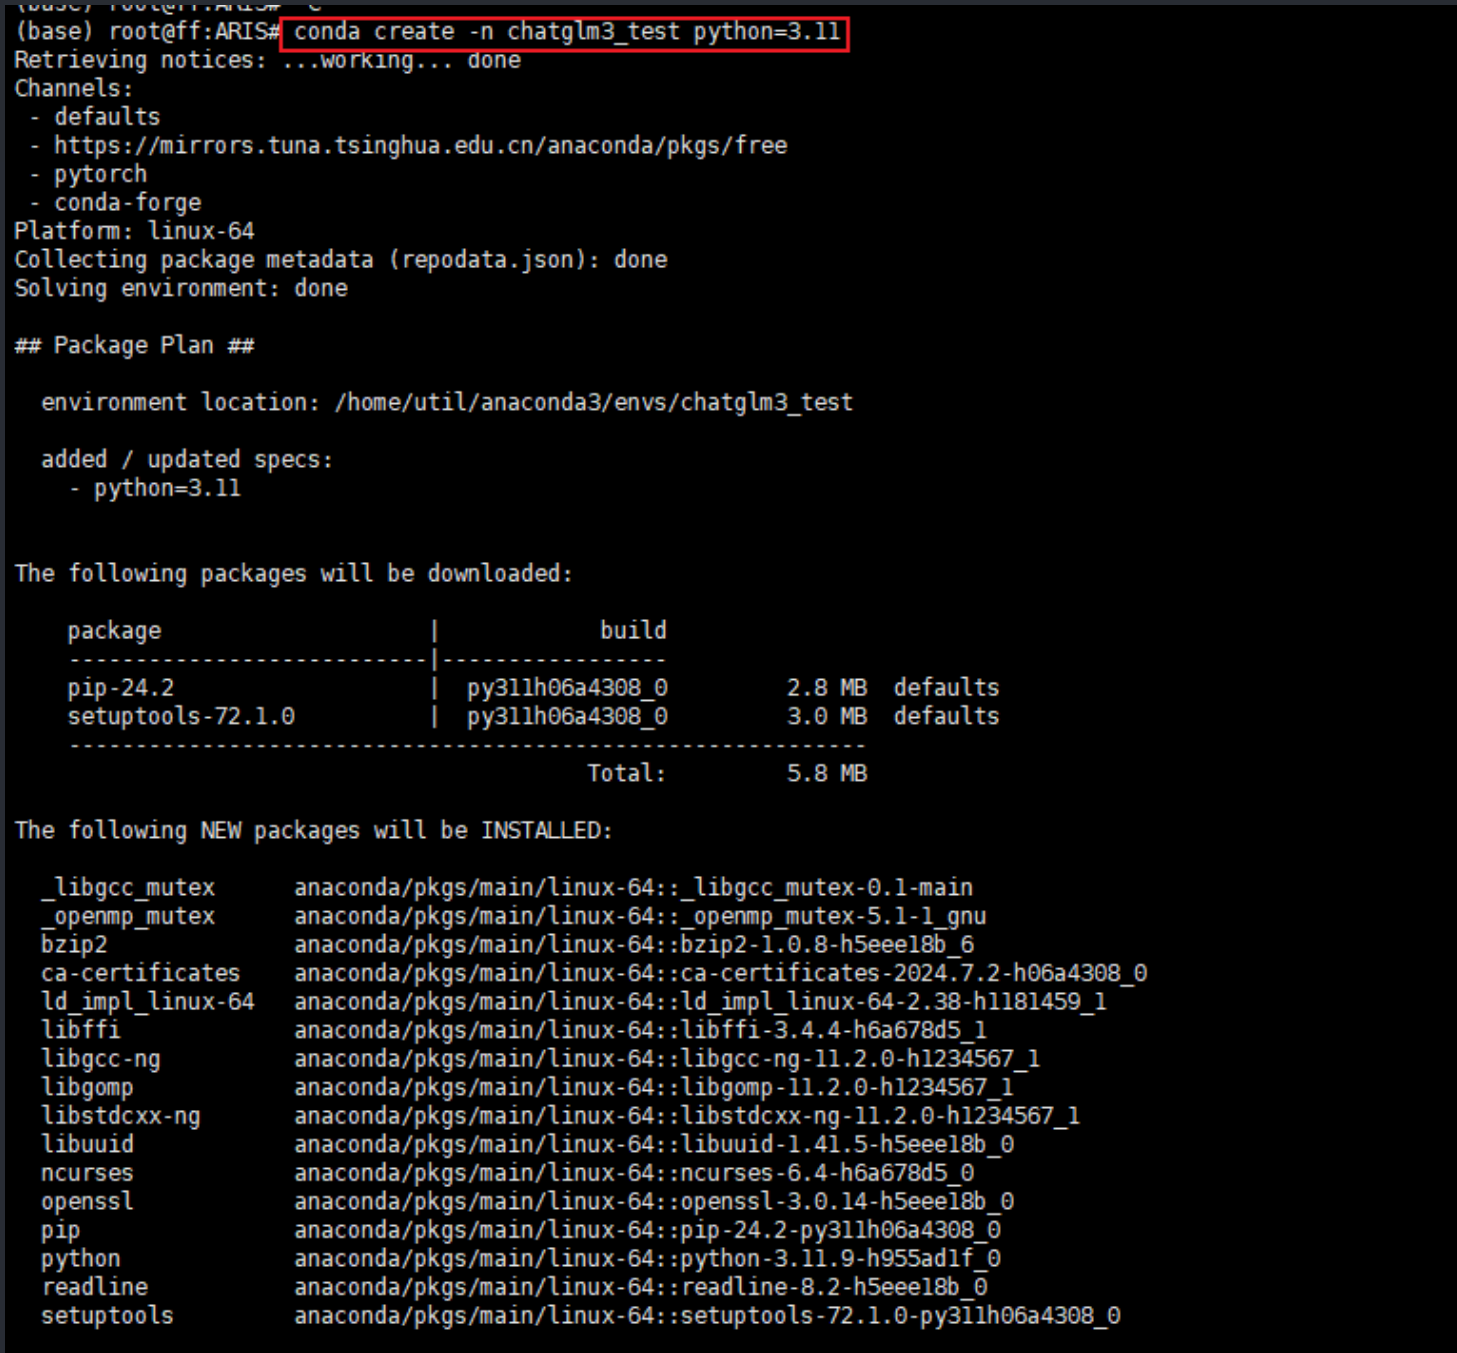 (base) root@ff:ARIS# ^C
(base) root@ff:ARIS# conda create -n chatglm3_test python=3.11
Retrieving notices: ...working... done
Channels:
 - defaults
 - https://mirrors.tuna.tsinghua.edu.cn/anaconda/pkgs/free
 - pytorch
 - conda-forge
Platform: linux-64
Collecting package metadata (repodata.json): done
Solving environment: done
## Package Plan ##
  environment location: /home/util/anaconda3/envs/chatglm3_test
  added / updated specs:
    - python=3.11
The following packages will be downloaded:
    package                    |            build
    ---------------------------|-----------------
    pip-24.2                   |  py311h06a4308_0         2.8 MB  defaults
    setuptools-72.1.0          |  py311h06a4308_0         3.0 MB  defaults
    ------------------------------------------------------------
                                           Total:         5.8 MB
The following NEW packages will be INSTALLED:
  _libgcc_mutex      anaconda/pkgs/main/linux-64::_libgcc_mutex-0.1-main
  _openmp_mutex      anaconda/pkgs/main/linux-64::_openmp_mutex-5.1-1_gnu
  bzip2              anaconda/pkgs/main/linux-64::bzip2-1.0.8-h5eee18b_6
  ca-certificates    anaconda/pkgs/main/linux-64::ca-certificates-2024.7.2-h06a4308_0
  ld_impl_linux-64   anaconda/pkgs/main/linux-64::ld_impl_linux-64-2.38-h1181459_1
  libffi             anaconda/pkgs/main/linux-64::libffi-3.4.4-h6a678d5_1
  libgcc-ng          anaconda/pkgs/main/linux-64::libgcc-ng-11.2.0-h1234567_1
  libgomp            anaconda/pkgs/main/linux-64::libgomp-11.2.0-h1234567_1
  libstdcxx-ng       anaconda/pkgs/main/linux-64::libstdcxx-ng-11.2.0-h1234567_1
  libuuid            anaconda/pkgs/main/linux-64::libuuid-1.41.5-h5eee18b_0
  ncurses            anaconda/pkgs/main/linux-64::ncurses-6.4-h6a678d5_0
  openssl            anaconda/pkgs/main/linux-64::openssl-3.0.14-h5eee18b_0
  pip                anaconda/pkgs/main/linux-64::pip-24.2-py311h06a4308_0
  python             anaconda/pkgs/main/linux-64::python-3.11.9-h955ad1f_0
  readline           anaconda/pkgs/main/linux-64::readline-8.2-h5eee18b_0
  setuptools         anaconda/pkgs/main/linux-64::setuptools-72.1.0-py311h06a4308_0